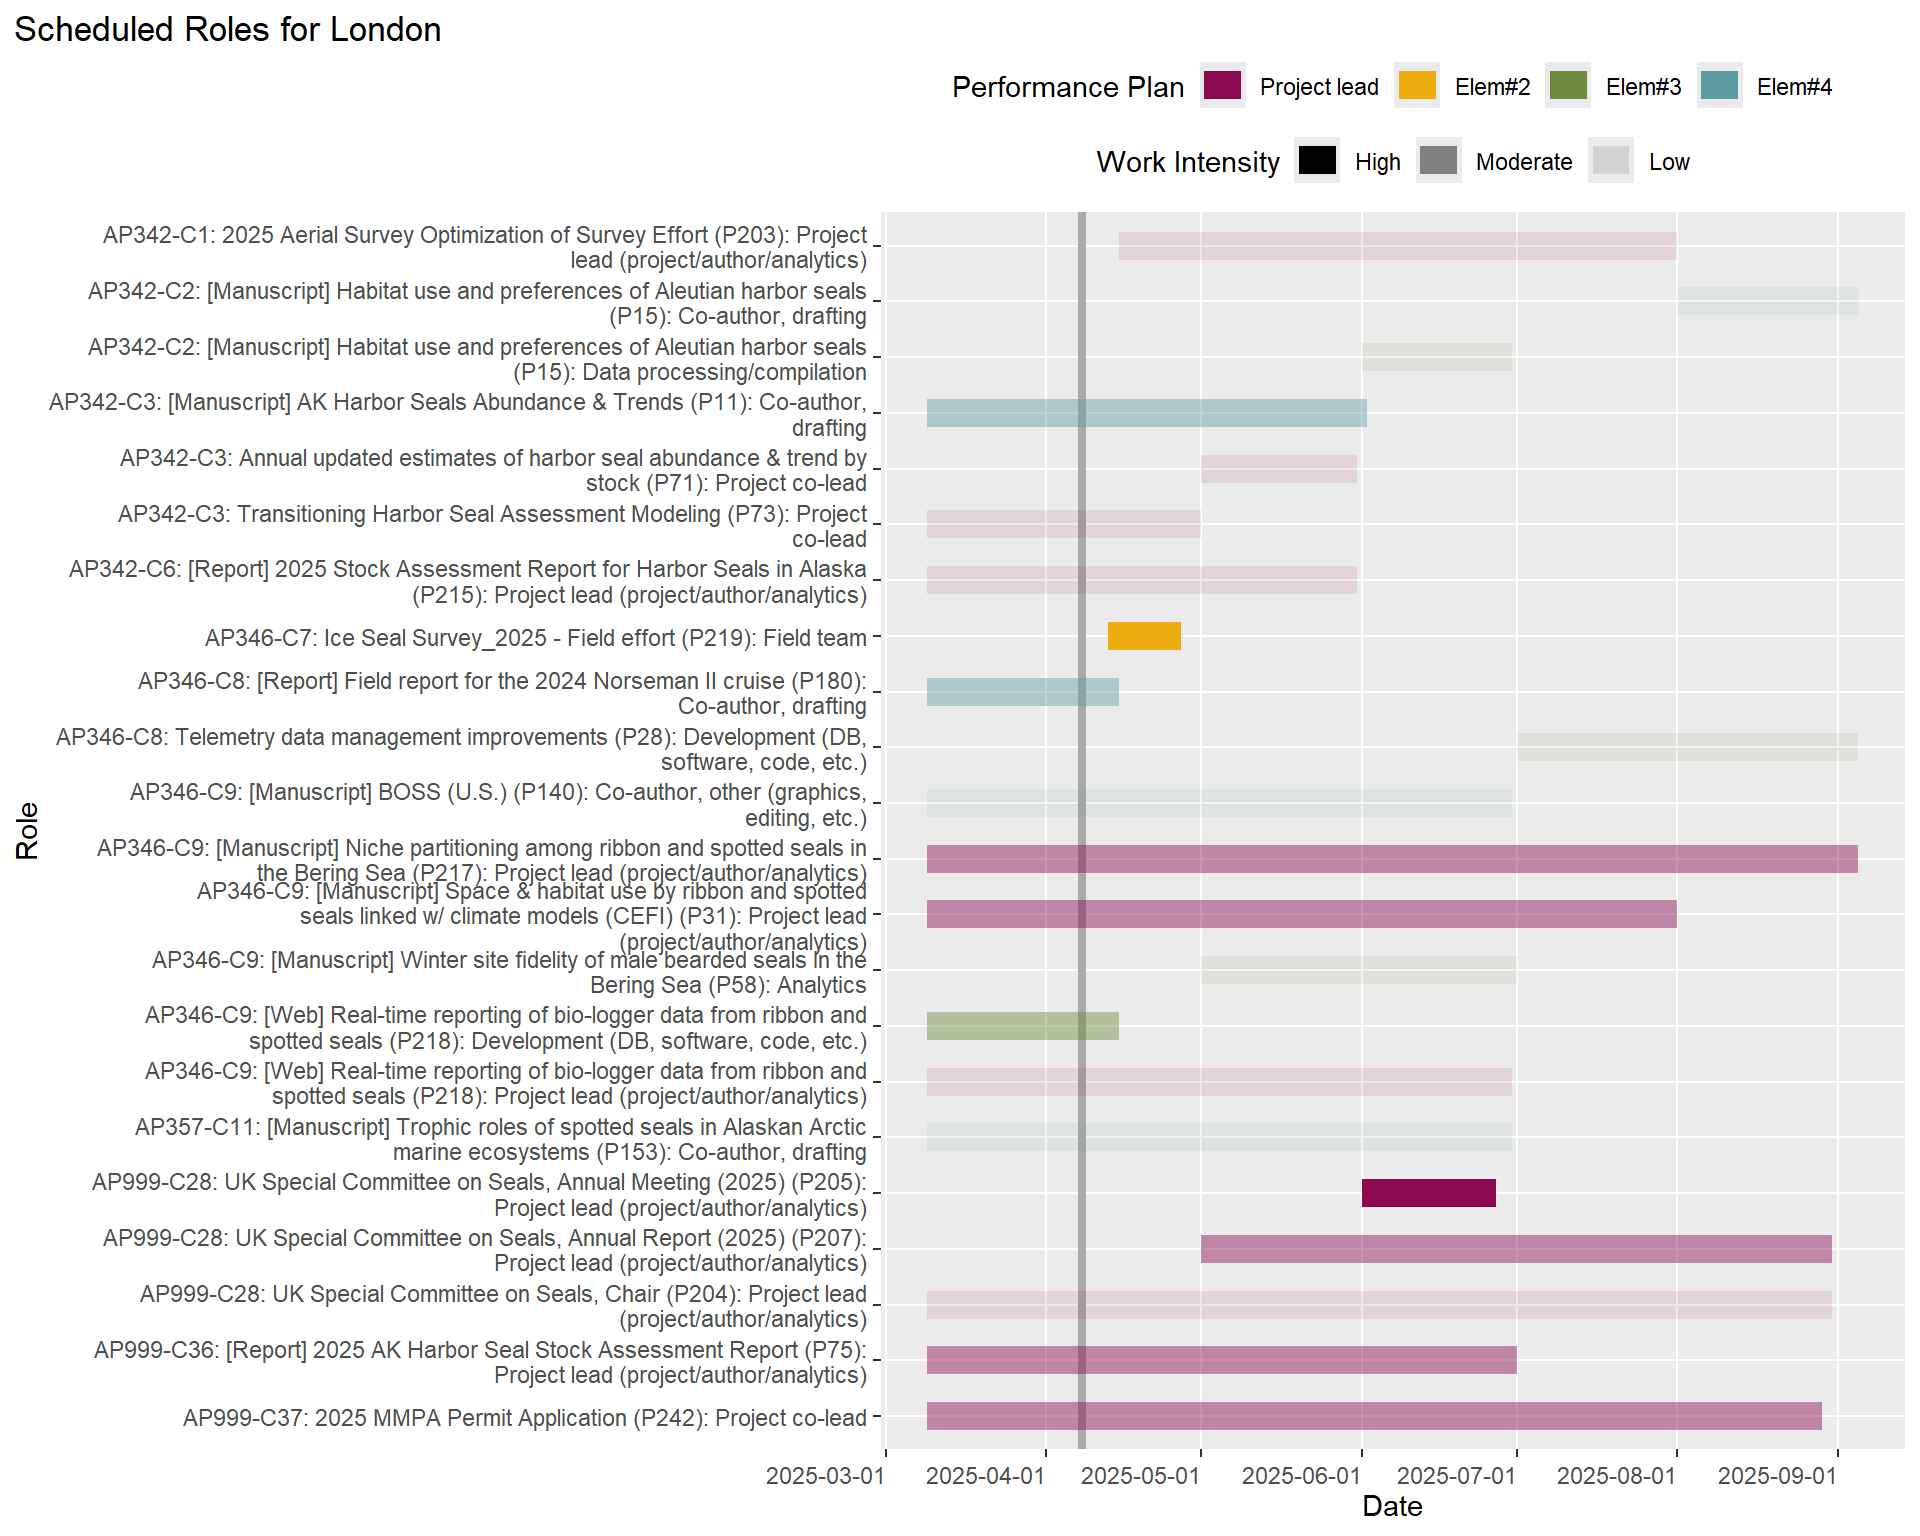 Scheduled Roles for London
Performance Plan Project lead Elem#2 Elem#3 Elem#4
Work Intensity High Moderate Low
AP342-C1: 2025 Aerial Survey Optimization of Survey Effort (P203): Project
lead (project/author/analytics)
AP342-C2: [Manuscript] Habitat use and preferences of Aleutian harbor seals
(P15): Co-author, drafting
AP342-C2: [Manuscript] Habitat use and preferences of Aleutian harbor seals
(P15): Data processing/compilation
AP342-C3: [Manuscript] AK Harbor Seals Abundance & Trends (P11): Co-author,
drafting
AP342-C3: Annual updated estimates of harbor seal abundance & trend by
stock (P71): Project co-lead
AP342-C3: Transitioning Harbor Seal Assessment Modeling (P73): Project
co-lead
AP342-C6: [Report] 2025 Stock Assessment Report for Harbor Seals in Alaska
(P215): Project lead (project/author/analytics)
AP346-C7: Ice Seal Survey_2025 - Field effort (P219): Field team
AP346-C8: [Report] Field report for the 2024 Norseman II cruise (P180):
Co-author, drafting
AP346-C8: Telemetry data management improvements (P28): Development (DB,
software, code, etc.)
AP346-C9: [Manuscript] BOSS (U.S.) (P140): Co-author, other (graphics,
editing, etc.)
AP346-C9: [Manuscript] Niche partitioning among ribbon and spotted seals in
the Bering Sea (P217): Project lead (project/author/analytics)
AP346-C9: [Manuscript] Space & habitat use by ribbon and spotted
seals linked w/ climate models (CEFI) (P31): Project lead
(project/author/analytics)
AP346-C9: [Manuscript] Winter site fidelity of male bearded seals in the
Bering Sea (P58): Analytics
AP346-C9: [Web] Real-time reporting of bio-logger data from ribbon and
spotted seals (P218): Development (DB, software, code, etc.)
AP346-C9: [Web] Real-time reporting of bio-logger data from ribbon and
spotted seals (P218): Project lead (project/author/analytics)
AP357-C11: [Manuscript] Trophic roles of spotted seals in Alaskan Arctic
marine ecosystems (P153): Co-author, drafting
AP999-C28: UK Special Committee on Seals, Annual Meeting (2025) (P205):
Project lead (project/author/analytics)
AP999-C28: UK Special Committee on Seals, Annual Report (2025) (P207):
Project lead (project/author/analytics)
AP999-C28: UK Special Committee on Seals, Chair (P204): Project lead
(project/author/analytics)
AP999-C36: [Report] 2025 AK Harbor Seal Stock Assessment Report (P75):
Project lead (project/author/analytics)
AP999-C37: 2025 MMPA Permit Application (P242): Project co-lead
Role
2025-03-01 2025-04-01 2025-05-01 2025-06-01 2025-07-01 2025-08-01 2025-09-01
Date